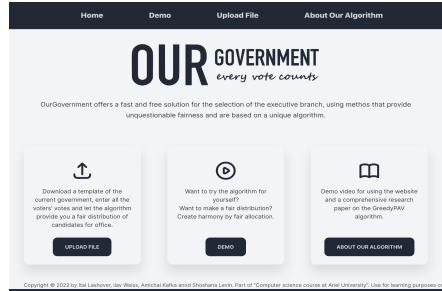 Home Demo Upload File About Our Algorithm
OUR GOVERNMENT
every vote counts
OurGovernment offers a fast and free solution for the selection of the executive branch, using methos that provide
unquestionable fairness and are based on a unique algorithm.
Download a template of the
current government, enter all the
voters' votes and let the algorithm
provide you a fair distribution of
candidates for office.
UPLOAD FILE
Want to try the algorithm for
yourself?
Want to make a fair distribution?
Create harmony by fair allocation.
DEMO
Demo video for using the website
and a comprehensive research
paper on the GreedyPAV
algorithm.
ABOUT OUR ALGORITHM
Copyright © 2022 by Itai Lashover, Ilav Weiss, Amichai Kafka arnd Shoshana Levin. Part of "Computer science course at Ariel University". Use for learning purposes